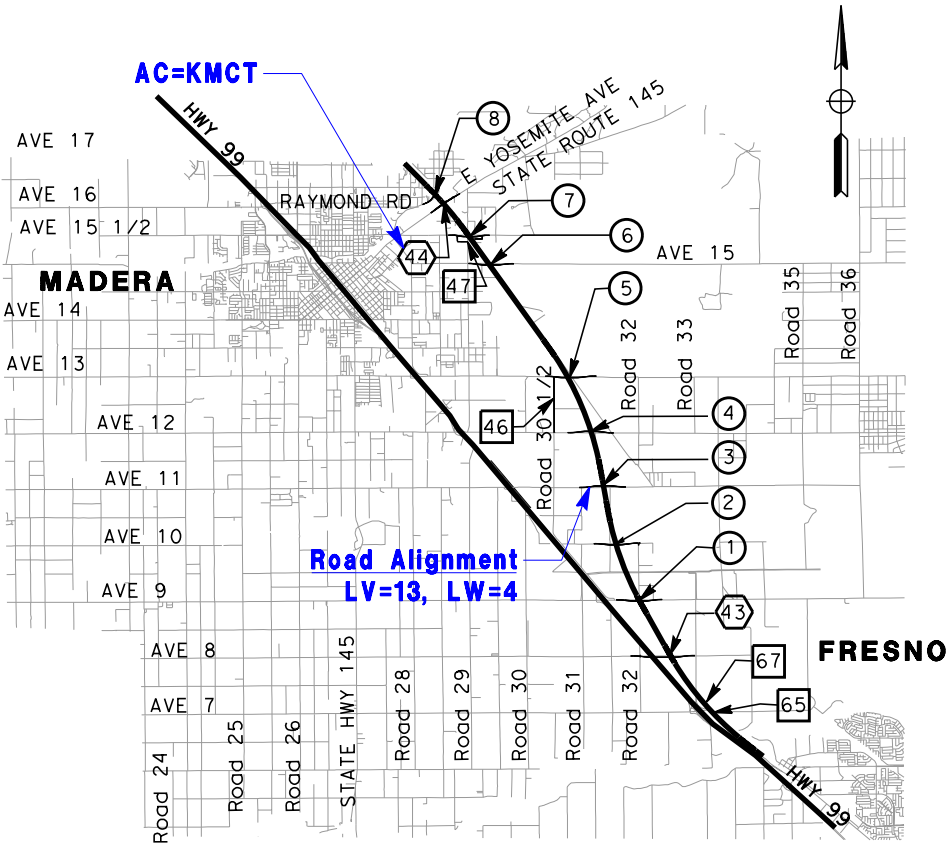 AC=KMCT
HWY 99
8
E YOSEMITE AVE
STATE ROUTE 145
AVE 17
AVE 16
RAYMOND RD
7
AVE 15 1/2
6
44
AVE 15
MADERA
47
5
Road 35
Road 36
AVE 14
Road 32
Road 33
AVE 13
46
Road 30 1/2
4
AVE 12
3
AVE 11
2
AVE 10
1
Road Alignment
LV=13, LW=4
AVE 9
43
AVE 8
FRESNO
67
65
STATE HWY 145
Road 28
Road 29
Road 30
Road 31
Road 32
AVE 7
Road 24
Road 25
Road 26
HWY 99